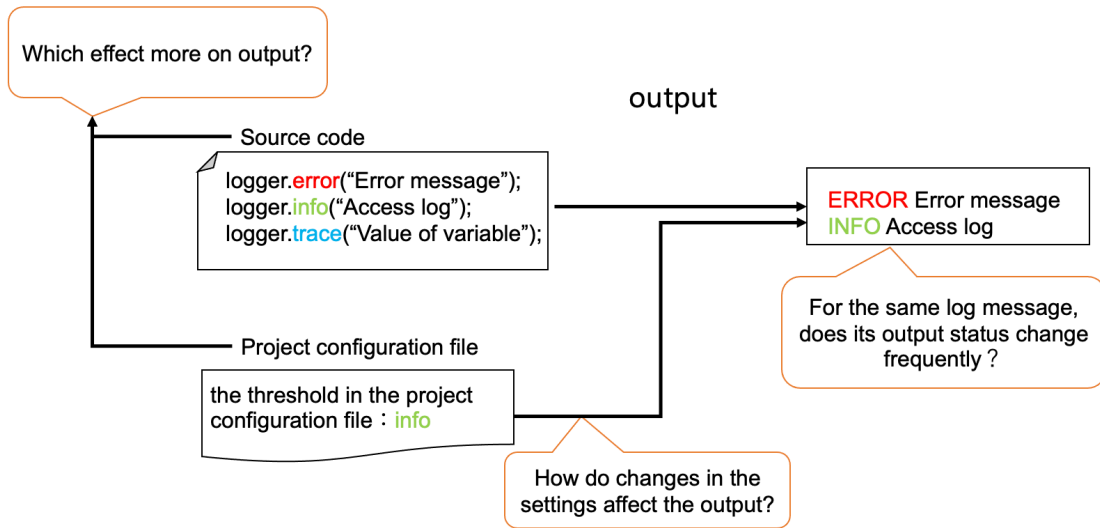 Which effect more on output?
output
Source code
logger.error(“Error message”);
logger.info(“Access log”);
logger.trace(“Value of variable”);
ERROR Error message
INFO Access log
For the same log message,
does its output status change
frequently？
Project configuration file
the threshold in the project
configuration file：info
How do changes in the
settings affect the output?